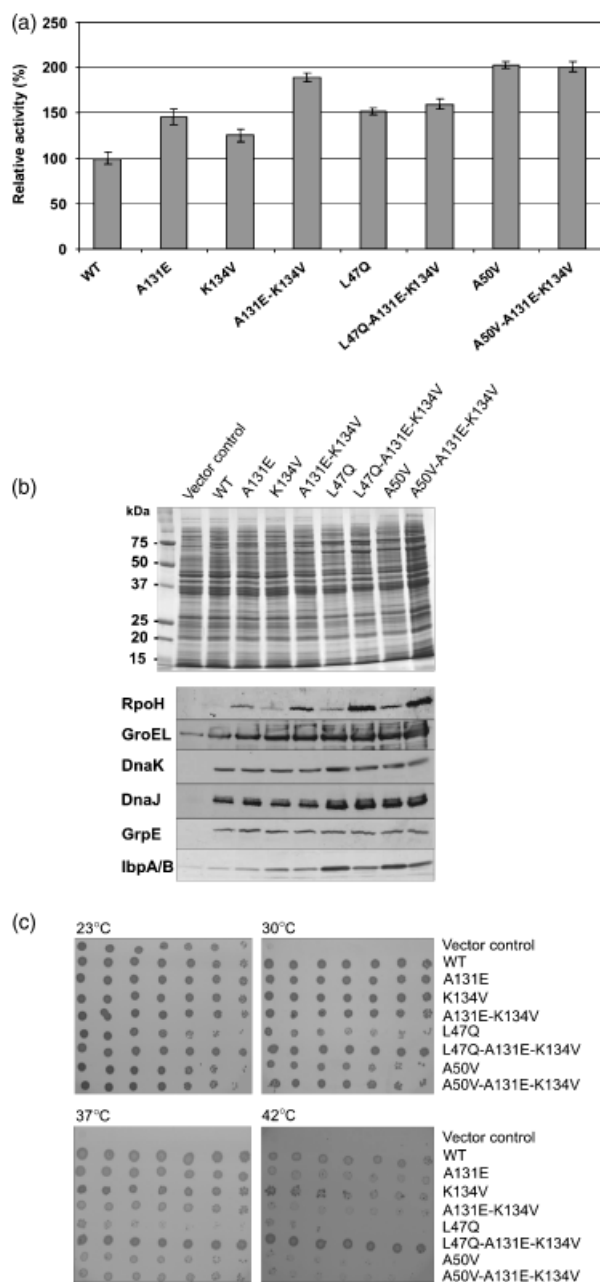 (a)
250
200
150
100
50
0
Relative activity (%)
WT
A131E
K134V
A131E-K134V
L47Q
L47Q-A131E-K134V
A50V
A50V-A131E-K134V
(b)
Vector control
WT
A131E
K134V
A131E-K134V
L47Q
L47Q-A131E-K134V
A50V
A50V-A131E-K134V
kDa
75 -
50 -
37 -
25 -
20 -
15 -
RpoH
GroEL
DnaK
DnaJ
GrpE
IbpA/B
(c)
23°C 30°C
Vector control
WT
A131E
K134V
A131E-K134V
L47Q
L47Q-A131E-K134V
A50V
A50V-A131E-K134V
37°C 42°C
Vector control
WT
A131E
K134V
A131E-K134V
L47Q
L47Q-A131E-K134V
A50V
A50V-A131E-K134V